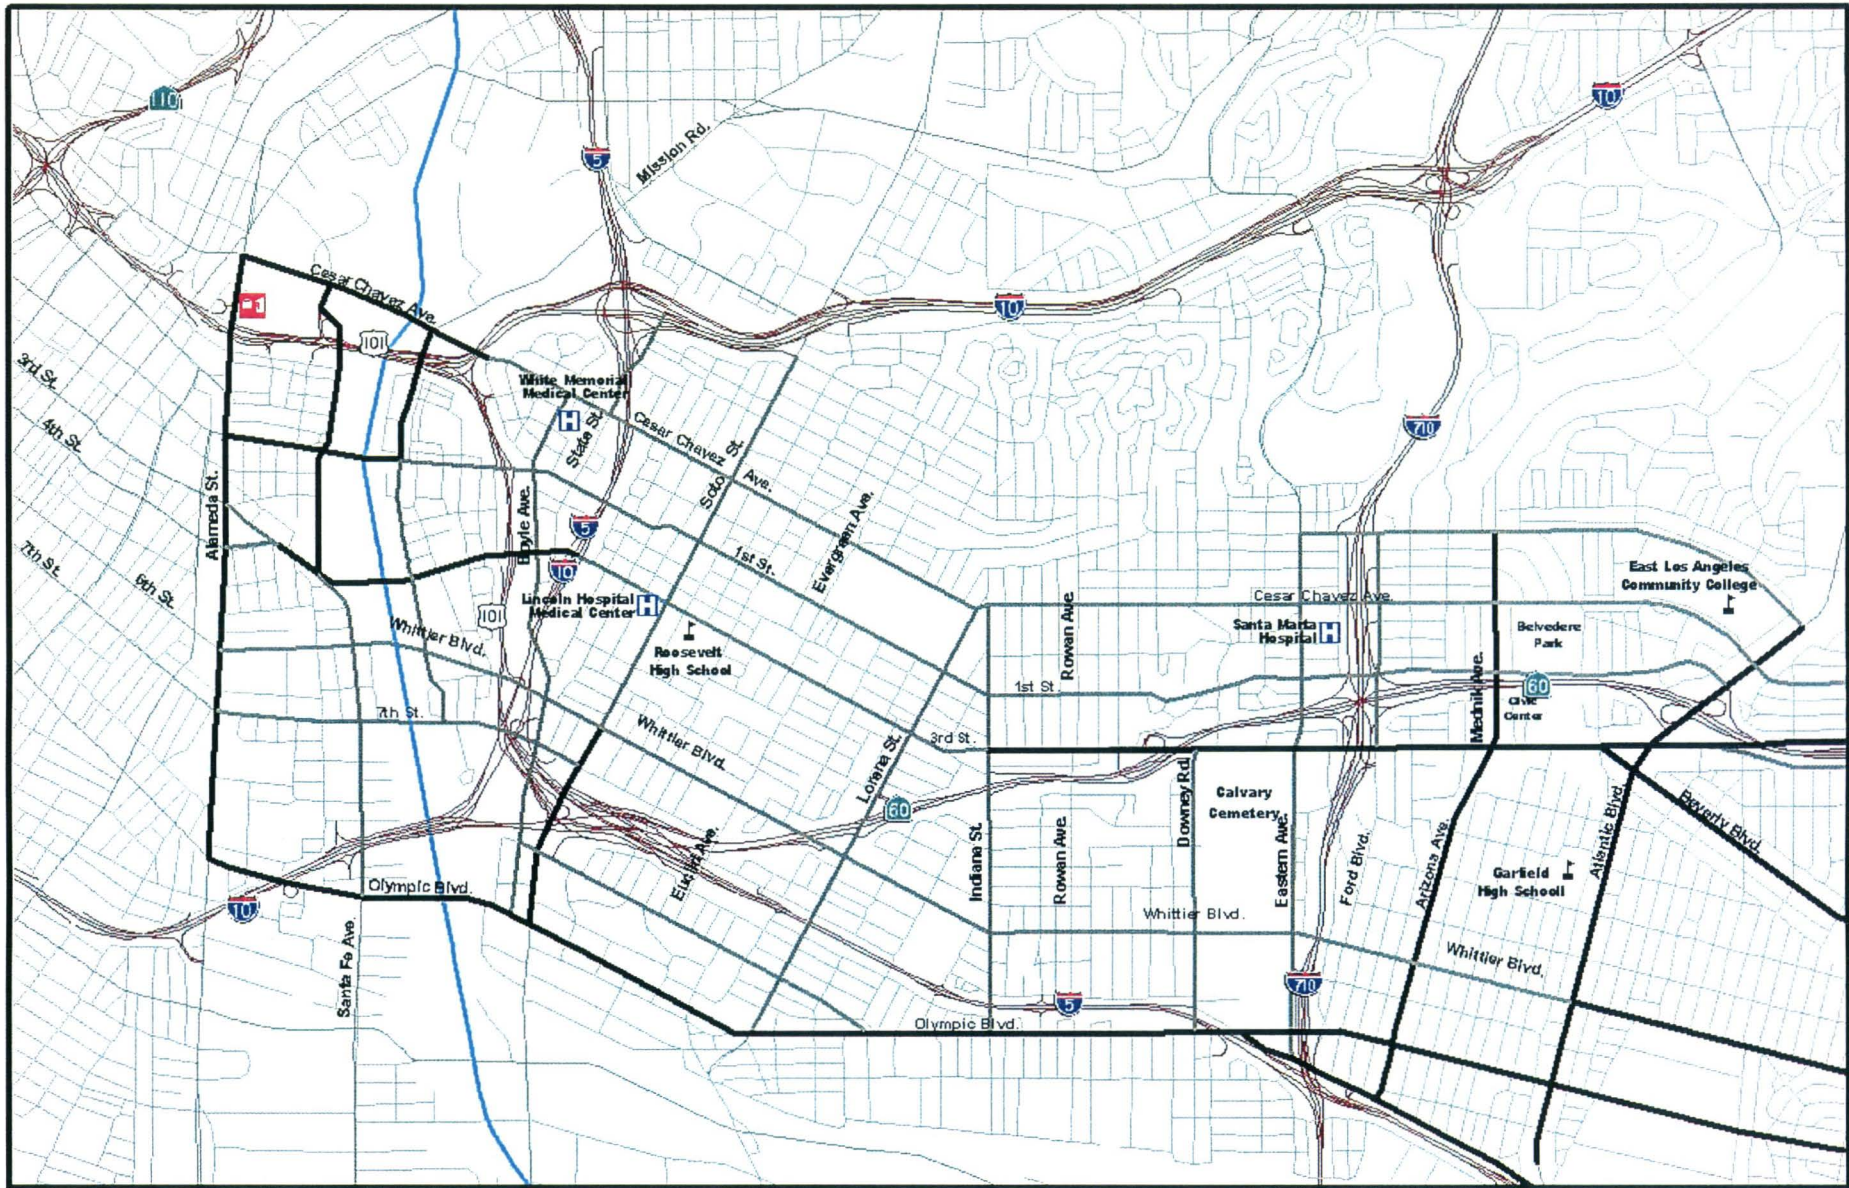 110
10
5
Mission Rd.
Cesar Chavez Ave.
10
101
3rd St.
White Memorial
Medical Center
H
State St.
Cesar Chavez
Ave.
4th St.
710
Soto
St.
Alameda St.
Boyle Ave.
5
Evergreen Ave.
1st St.
7th St.
6th St.
10
East Los Angeles
Community College
Lincoln Hospital
Medical Center
H
101
Whittier Blvd.
Rowan Ave.
Cesar Chavez Ave.
Santa Marta
Hospital
H
Belvedere
Park
Roosevelt
High School
Mednik Ave.
1st St.
60
Civic
Center
7th St.
Whittier Blvd.
3rd St.
Lorena St.
60
Downey Rd.
Calvary
Cemetery
Beverly Blvd.
Atlantic Blvd.
Indiana St.
Rowan Ave.
Eastern Ave.
Ford Blvd.
Arizona Ave.
Garfield
High Schooll
Euclid Ave.
Olympic Blvd.
10
Whittier Blvd.
Whittier Blvd.
Santa Fe Ave
710
5
Olympic Blvd.